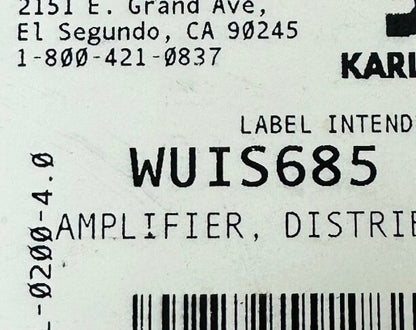 2151 E. Grand Ave,
El Segundo, CA 90245
1-800-421-0837
KARL
LABEL INTEND
WUIS685
AMPLIFIER, DISTRIB
-0200-4.0